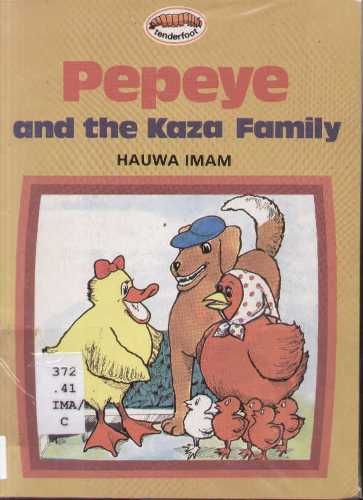 tenderfoot
Pepeye
and the Kaza Family
HAUWA IMAM
372
.41
IMA/
C